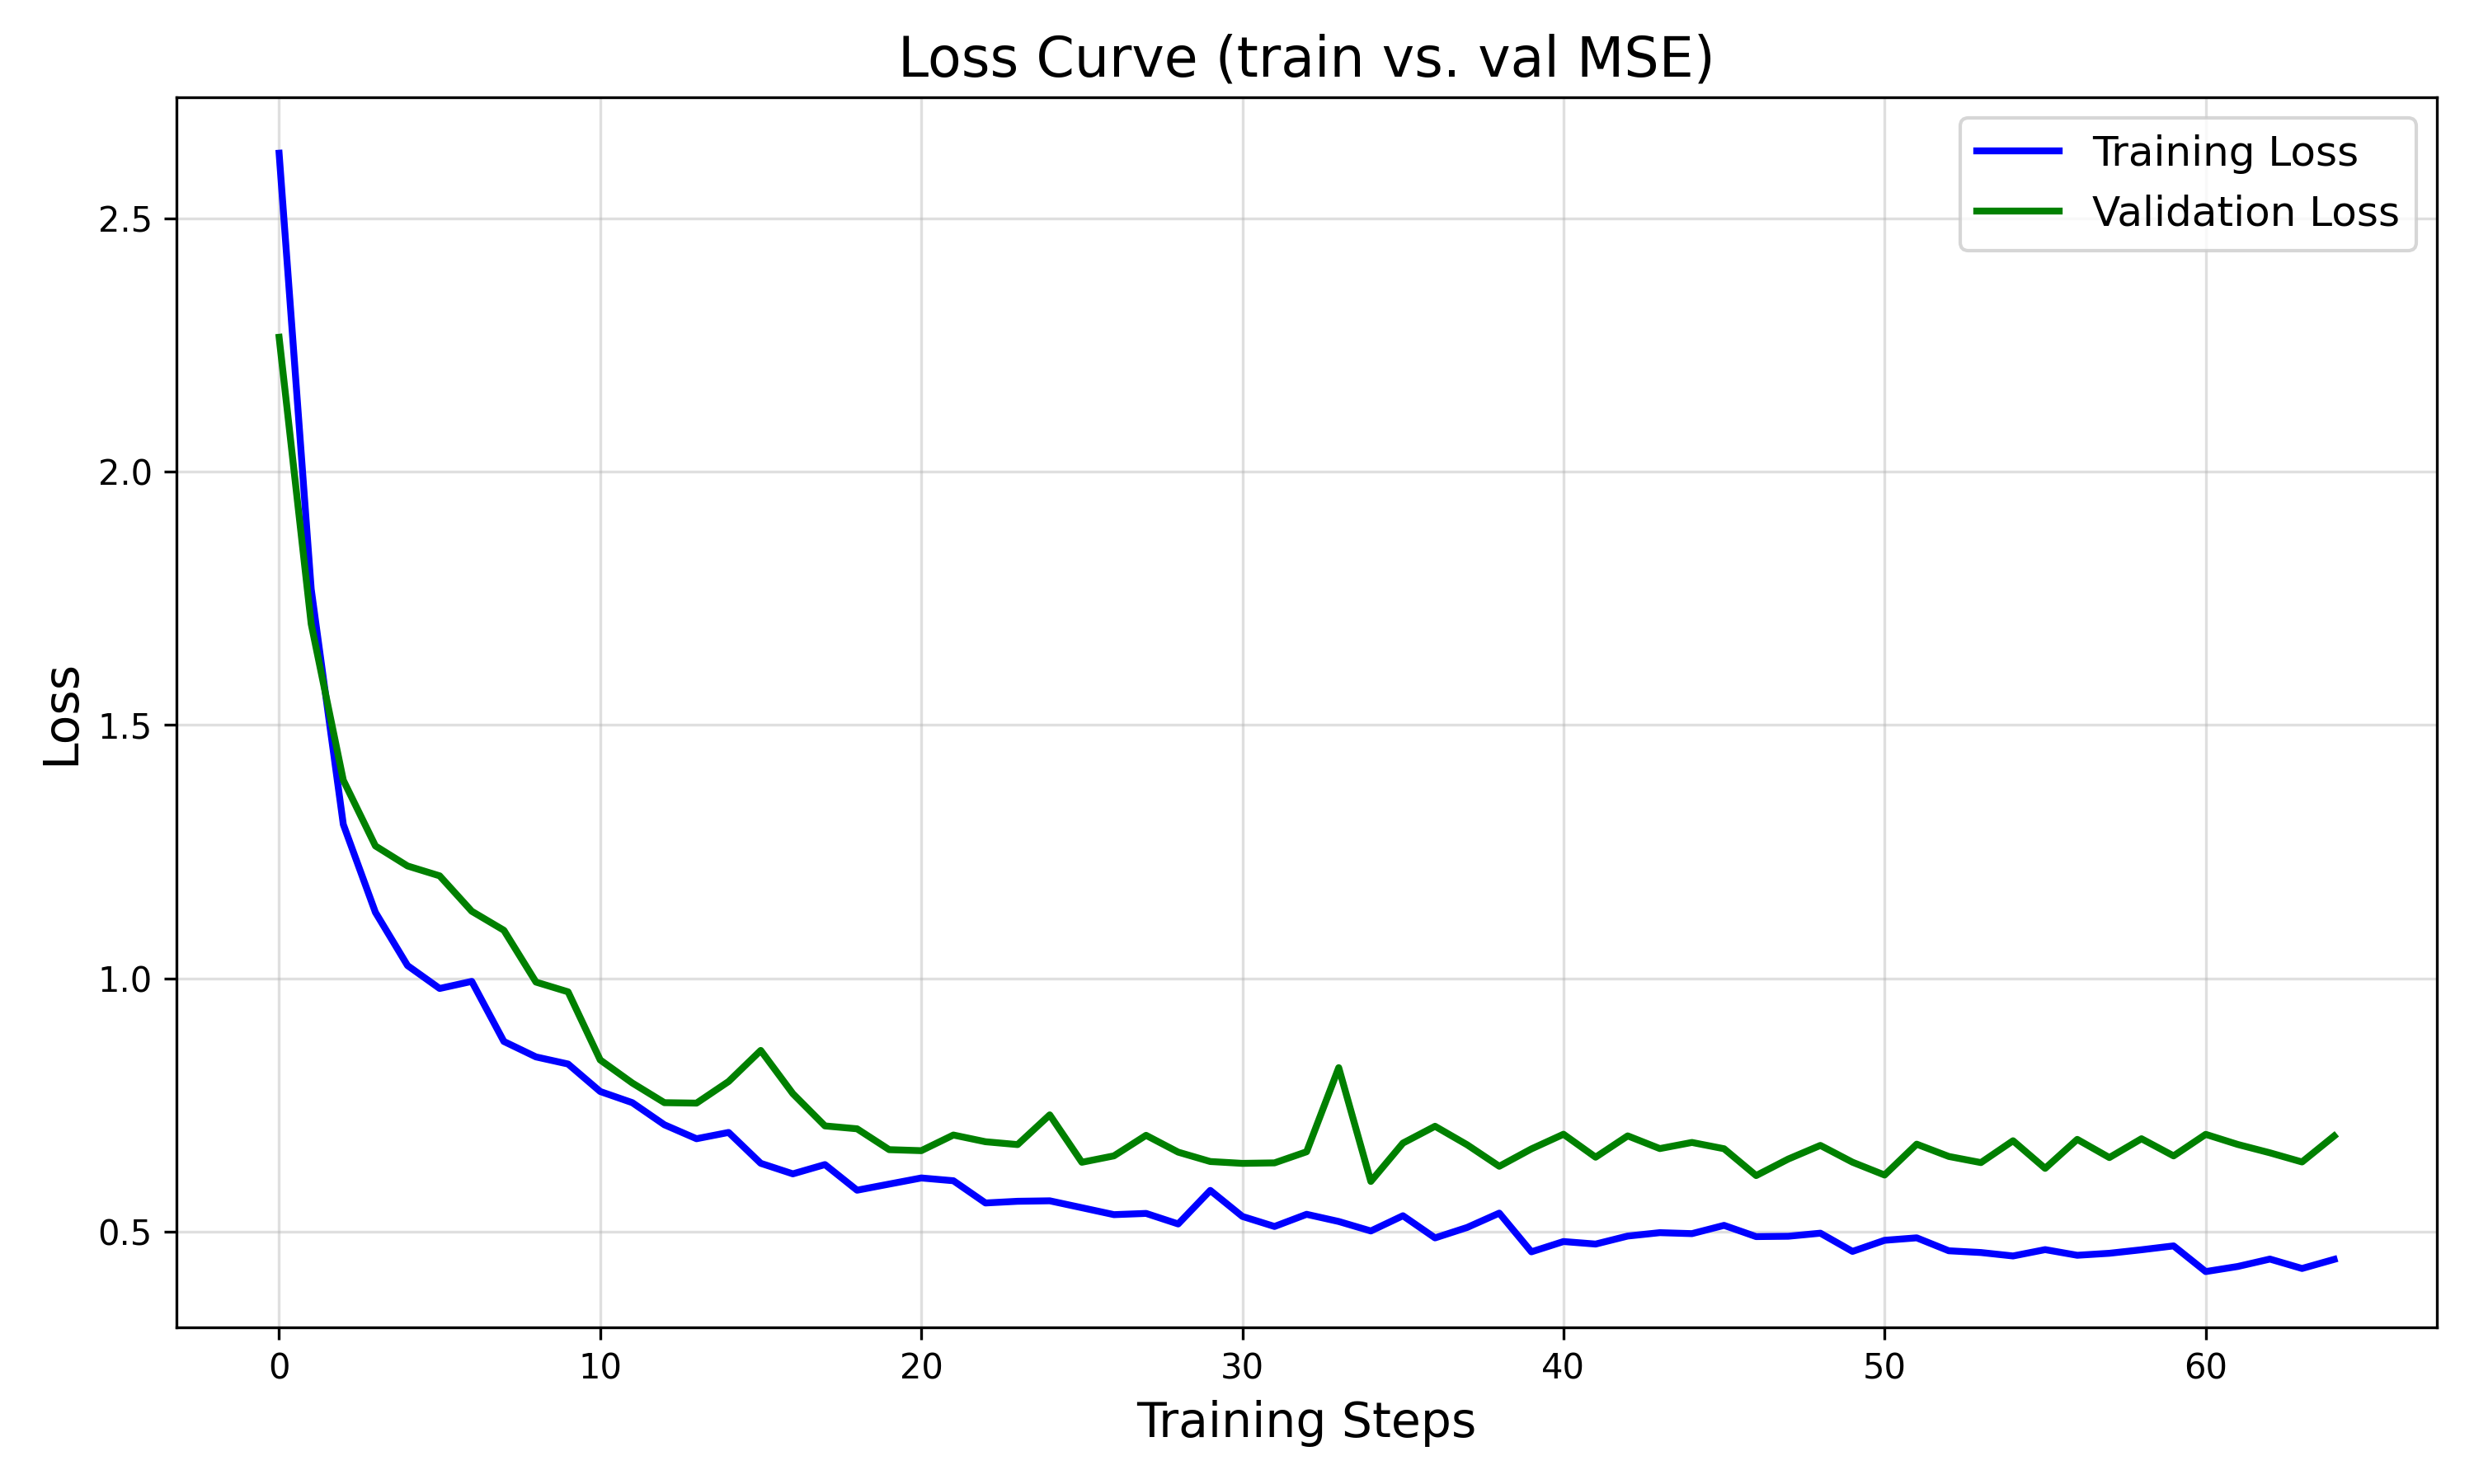 Loss Curve (train vs. val MSE)
Training Loss
Validation Loss
2.5
2.0
1.5
1.0
0.5
Loss
0 10 20 30 40 50 60
Training Steps